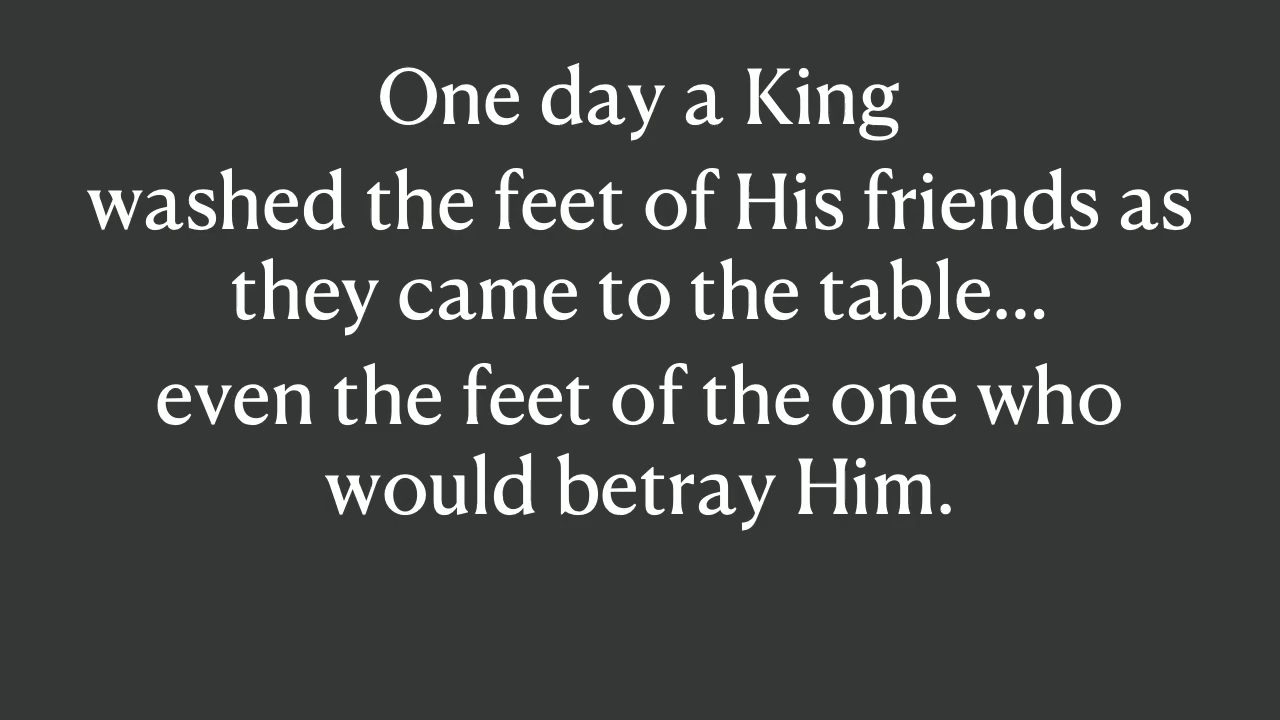 One day a King
washed the feet of His friends as
they came to the table...
even the feet of the one who
would betray Him.